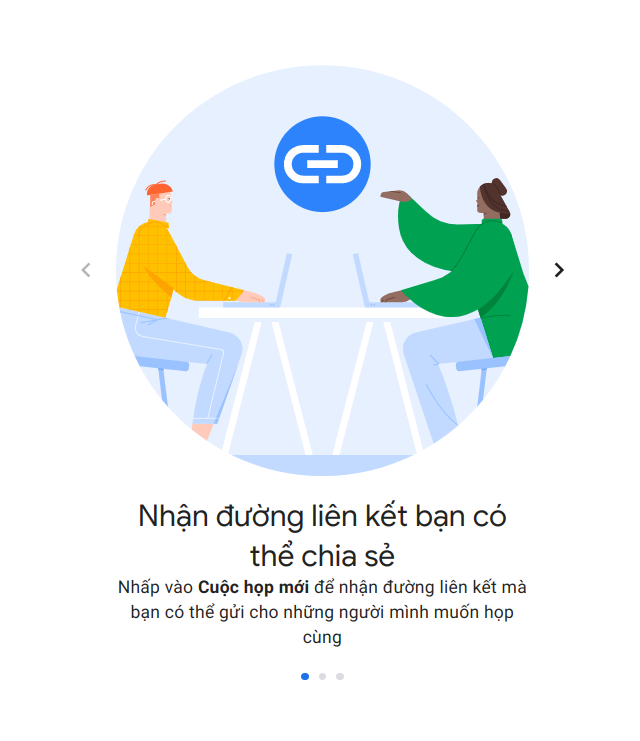 Nhận đường liên kết bạn có
thể chia sẻ
Nhấp vào Cuộc họp mới để nhận đường liên kết mà
bạn có thể gửi cho những người mình muốn họp
cùng